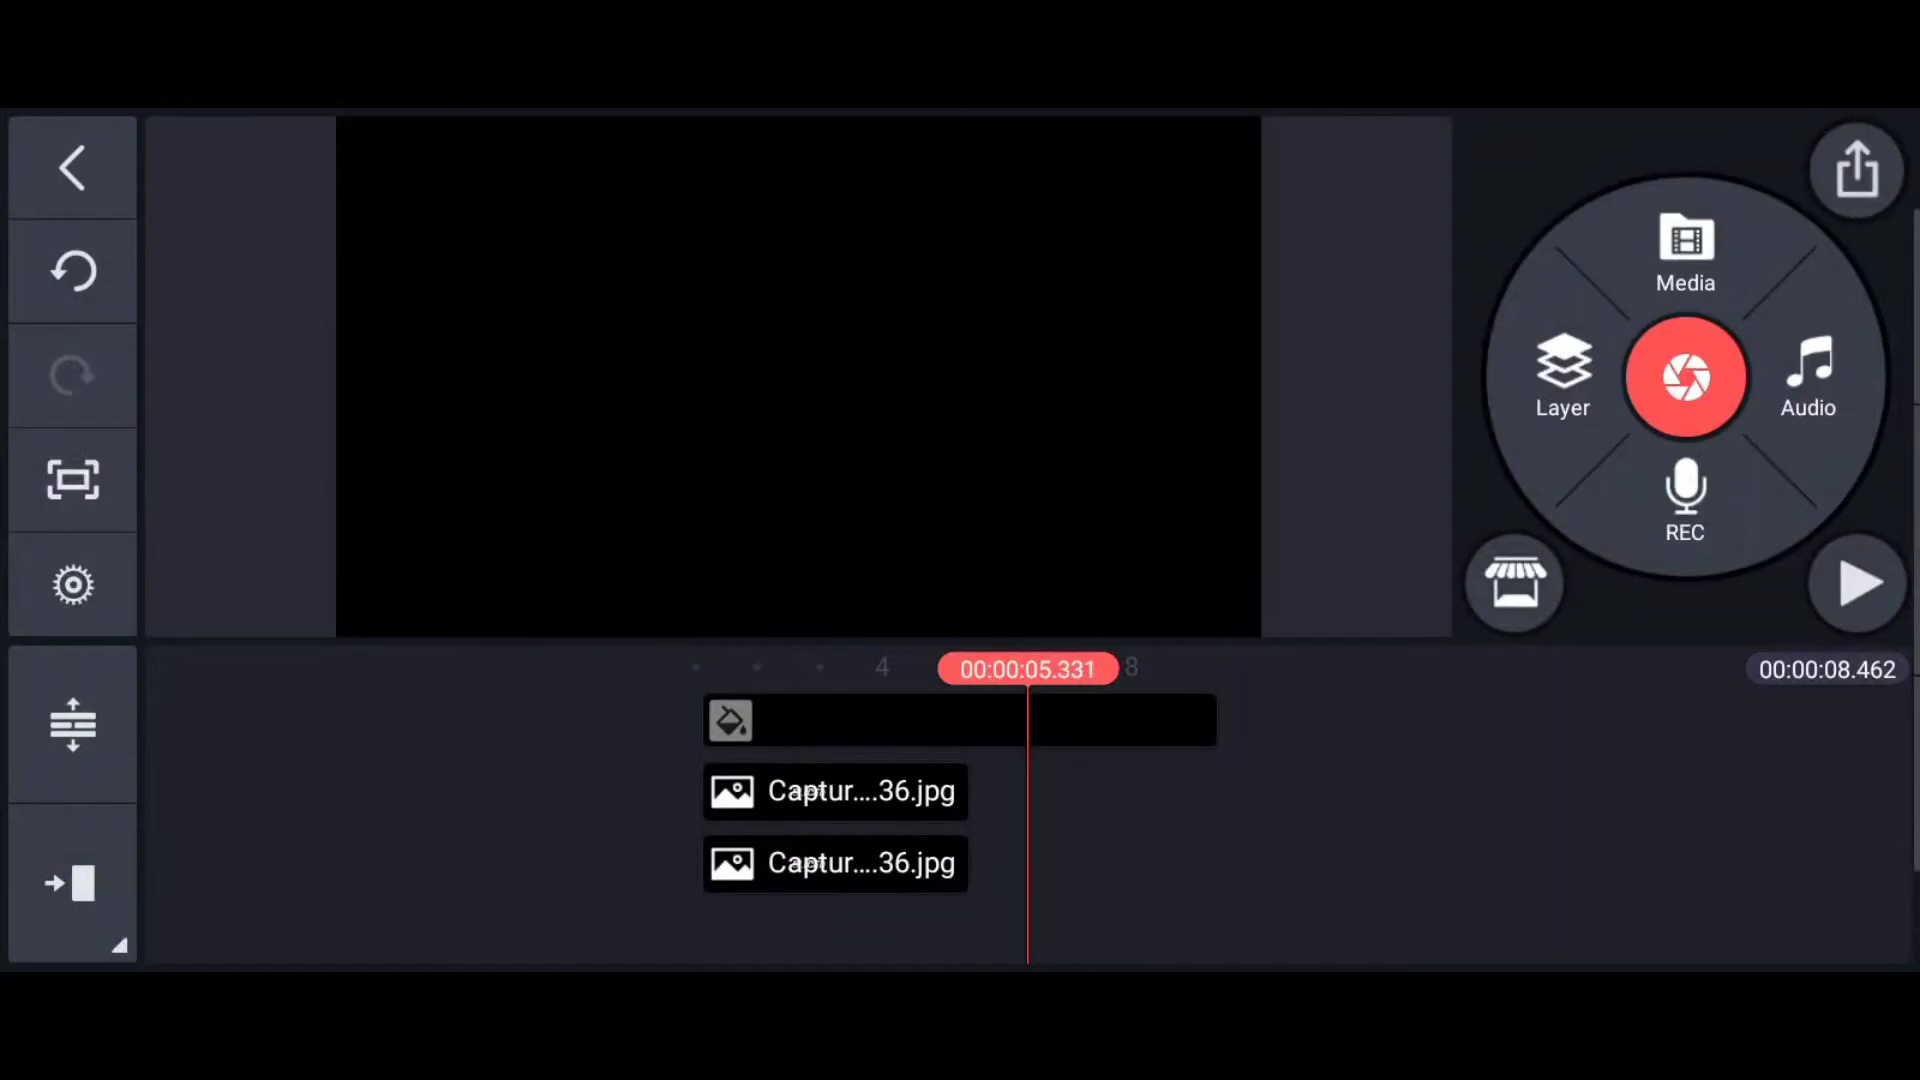 Media
Layer
Audio
REC
4
00:00:05.331
8
00:00:08.462
Captur....36.jpg
Captur....36.jpg